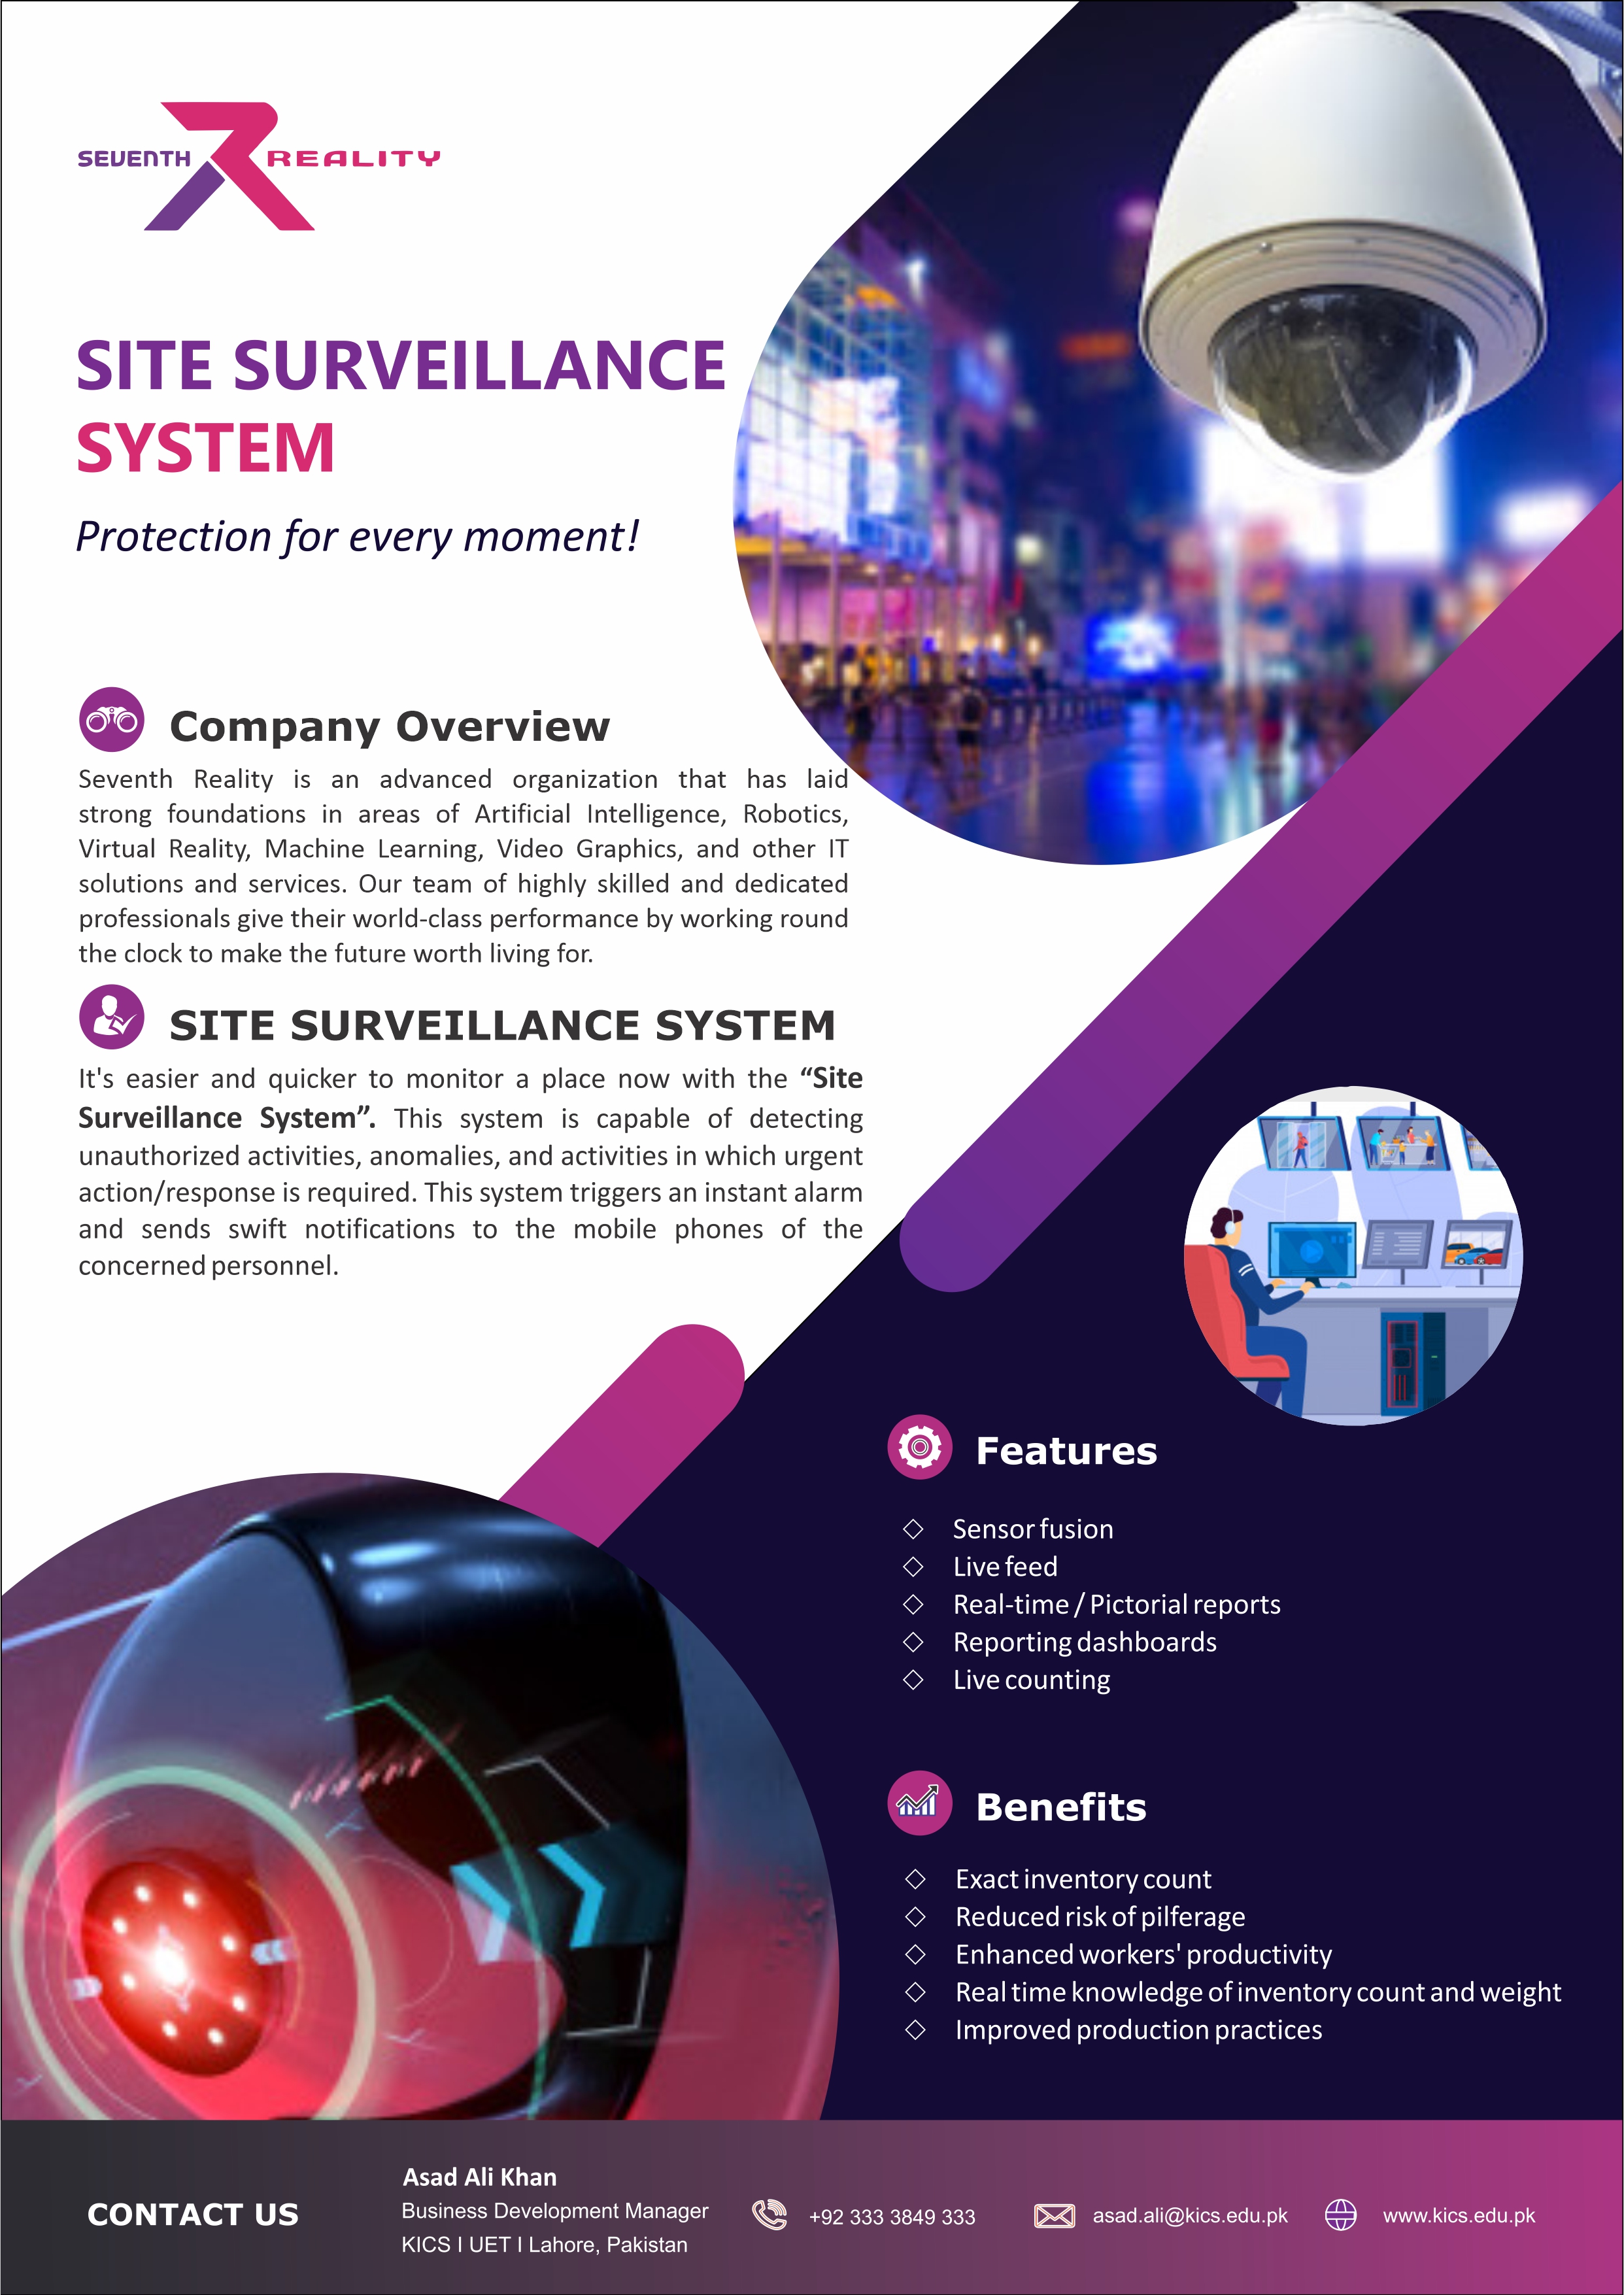 SEVENTH REALITY
SITE SURVEILLANCE
SYSTEM
Protection for every moment!
Company Overview
Seventh Reality is an advanced organization that has laid
strong foundations in areas of Artificial Intelligence, Robotics,
Virtual Reality, Machine Learning, Video Graphics, and other IT
solutions and services. Our team of highly skilled and dedicated
professionals give their world-class performance by working round
the clock to make the future worth living for.
SITE SURVEILLANCE SYSTEM
It's easier and quicker to monitor a place now with the “Site
Surveillance System”. This system is capable of detecting
unauthorized activities, anomalies, and activities in which urgent
action/response is required. This system triggers an instant alarm
and sends swift notifications to the mobile phones of the
concerned personnel.
Features
◇ Sensor fusion
◇ Live feed
◇ Real-time / Pictorial reports
◇ Reporting dashboards
◇ Live counting
Benefits
◇ Exact inventory count
◇ Reduced risk of pilferage
◇ Enhanced workers' productivity
◇ Real time knowledge of inventory count and weight
◇ Improved production practices
CONTACT US
Asad Ali Khan
Business Development Manager
KICS I UET I Lahore, Pakistan
+92 333 3849 333
asad.ali@kics.edu.pk
www.kics.edu.pk